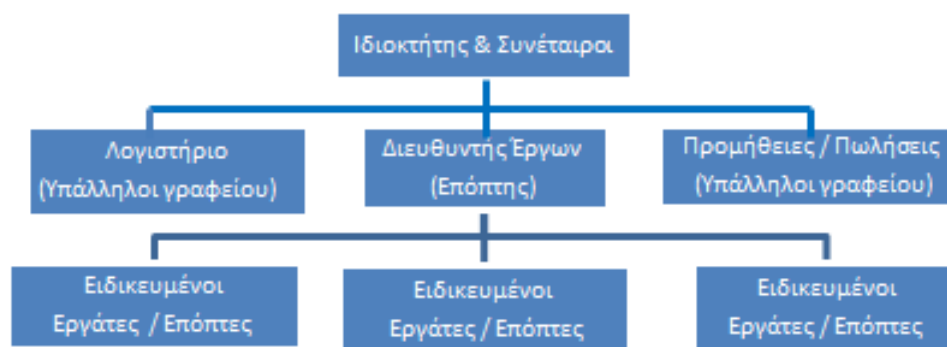 Ιδιοκτήτης & Συνέταιροι
Λογιστήριο
(Υπάλληλοι γραφείου)
Διευθυντής Έργων
(Επόπτης)
Προμήθειες / Πωλήσεις
(Υπάλληλοι γραφείου)
Ειδικευμένοι
Εργάτες / Επόπτες
Ειδικευμένοι
Εργάτες / Επόπτες
Ειδικευμένοι
Εργάτες / Επόπτες